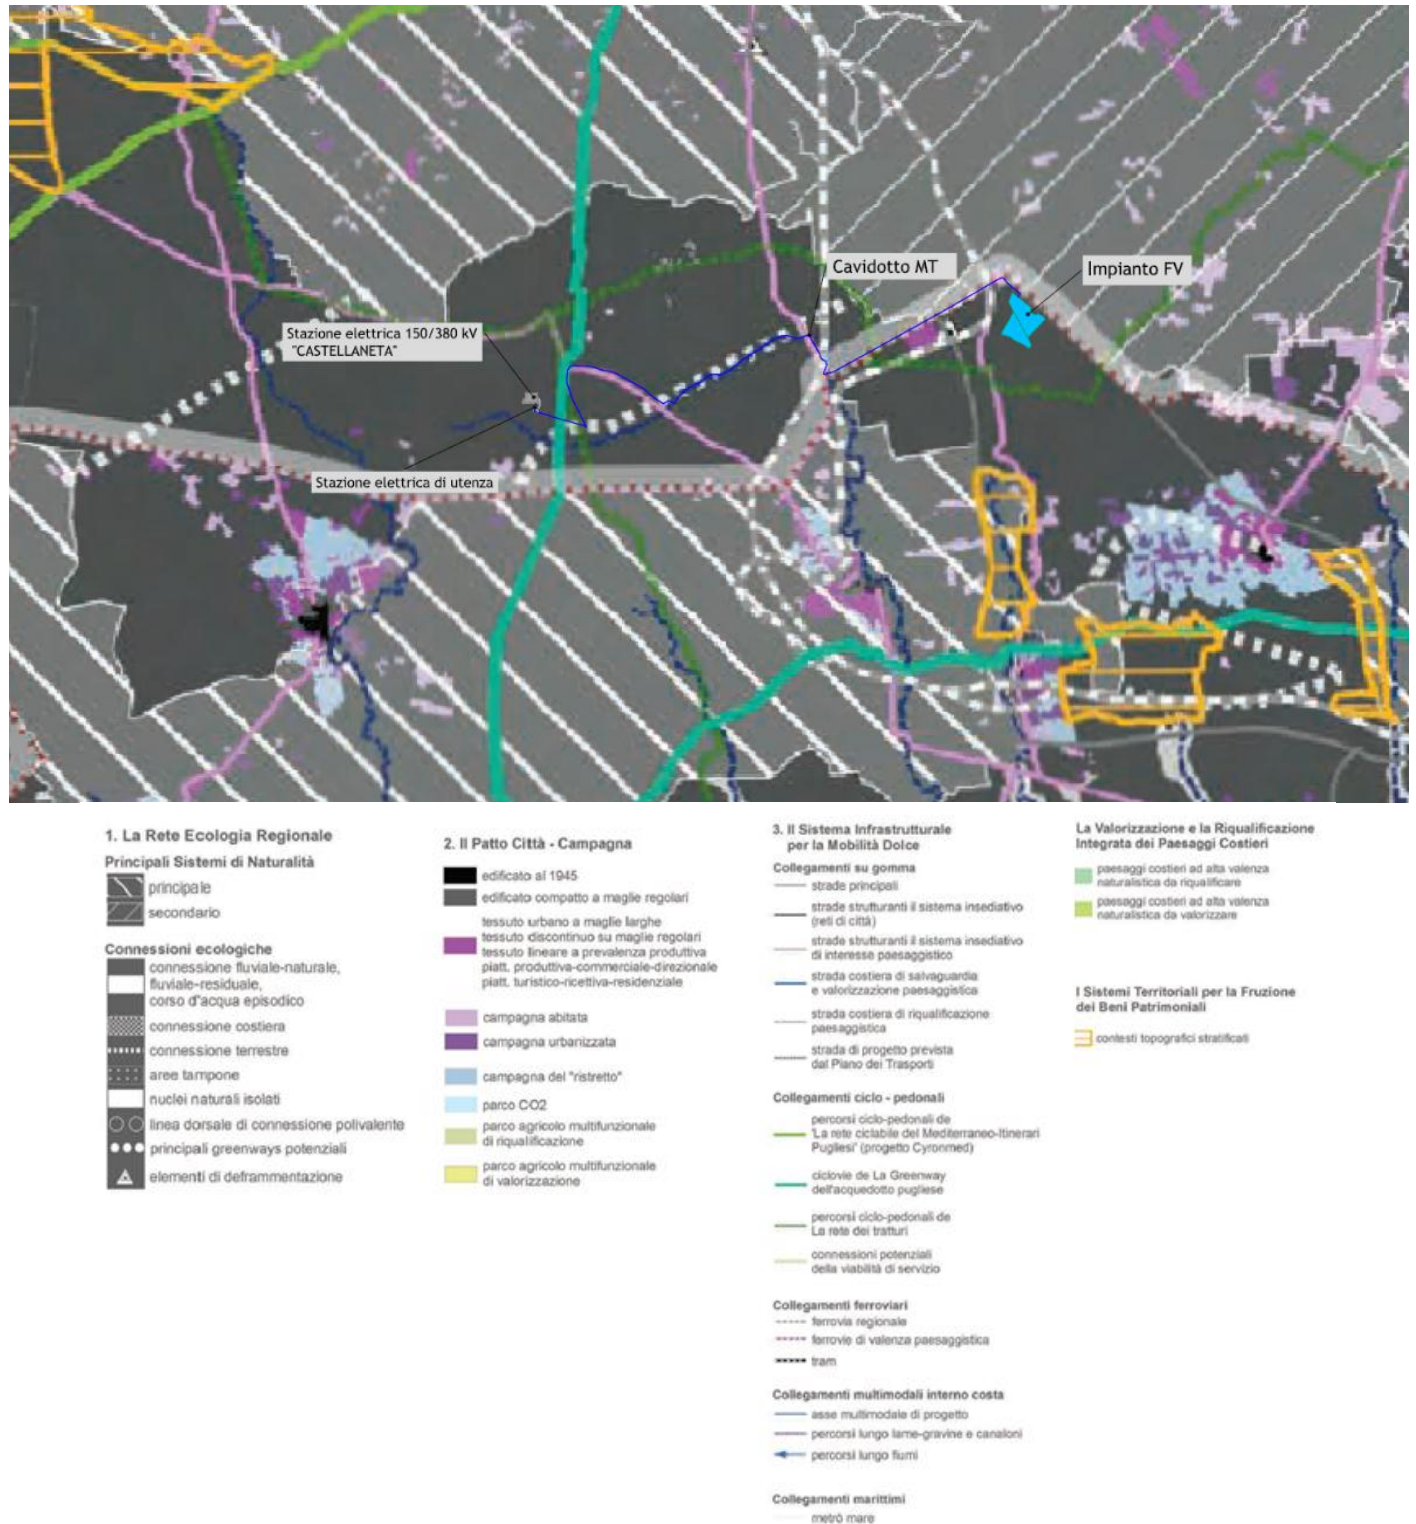 Cavidotto MT
Impianto FV
Stazione elettrica 150/380 kV
"CASTELLANETA"
Stazione elettrica di utenza
1. La Rete Ecologia Regionale
Principali Sistemi di Naturalità
principale
secondario
Connessioni ecologiche
connessione fluviale-naturale,
fluviale-residuale,
corso d'acqua episodico
connessione costiera
connessione terrestre
aree tampone
nuclei naturali isolati
linea dorsale di connessione polivalente
principali greenways potenziali
elementi di deframmentazione
2. Il Patto Città - Campagna
edificato al 1945
edificato compatto a maglie regolari
tessuto urbano a maglie larghe
tessuto discontinuo su maglie regolari
tessuto lineare a prevalenza produttiva
piatt. produttiva-commerciale-direzionale
piatt. turistico-ricettiva-residenziale
campagna abitata
campagna urbanizzata
campagna del "ristretto"
parco CO2
parco agricolo multifunzionale
di riqualificazione
parco agricolo multifunzionale
di valorizzazione
3. Il Sistema Infrastrutturale
per la Mobilità Dolce
Collegamenti su gomma
strade principali
strade strutturanti il sistema insediativo
(reti di città)
strade strutturanti il sistema insediativo
di interesse paesaggistico
strada costiera di salvaguardia
e valorizzazione paesaggistica
strada costiera di riqualificazione
paesaggistica
strada di progetto prevista
dal Piano dei Trasporti
Collegamenti ciclo - pedonali
percorsi ciclo-pedonali de
'La rete ciclabile del Mediterraneo-Itinerari
Pugliesi' (progetto Cyronmed)
ciclovie de La Greenway
dell'acquedotto pugliese
percorsi ciclo-pedonali de
La rete dei tratturi
connessioni potenziali
della viabilità di servizio
Collegamenti ferroviari
ferrovia regionale
ferrovie di valenza paesaggistica
tram
Collegamenti multimodali interno costa
asse multimodale di progetto
percorsi lungo lame-gravine e canaloni
percorsi lungo fiumi
Collegamenti marittimi
metrò mare
La Valorizzazione e la Riqualificazione
Integrata dei Paesaggi Costieri
paesaggi costieri ad alta valenza
naturalistica da riqualificare
paesaggi costieri ad alta valenza
naturalistica da valorizzare
I Sistemi Territoriali per la Fruzione
dei Beni Patrimoniali
contesti topografici stratificati